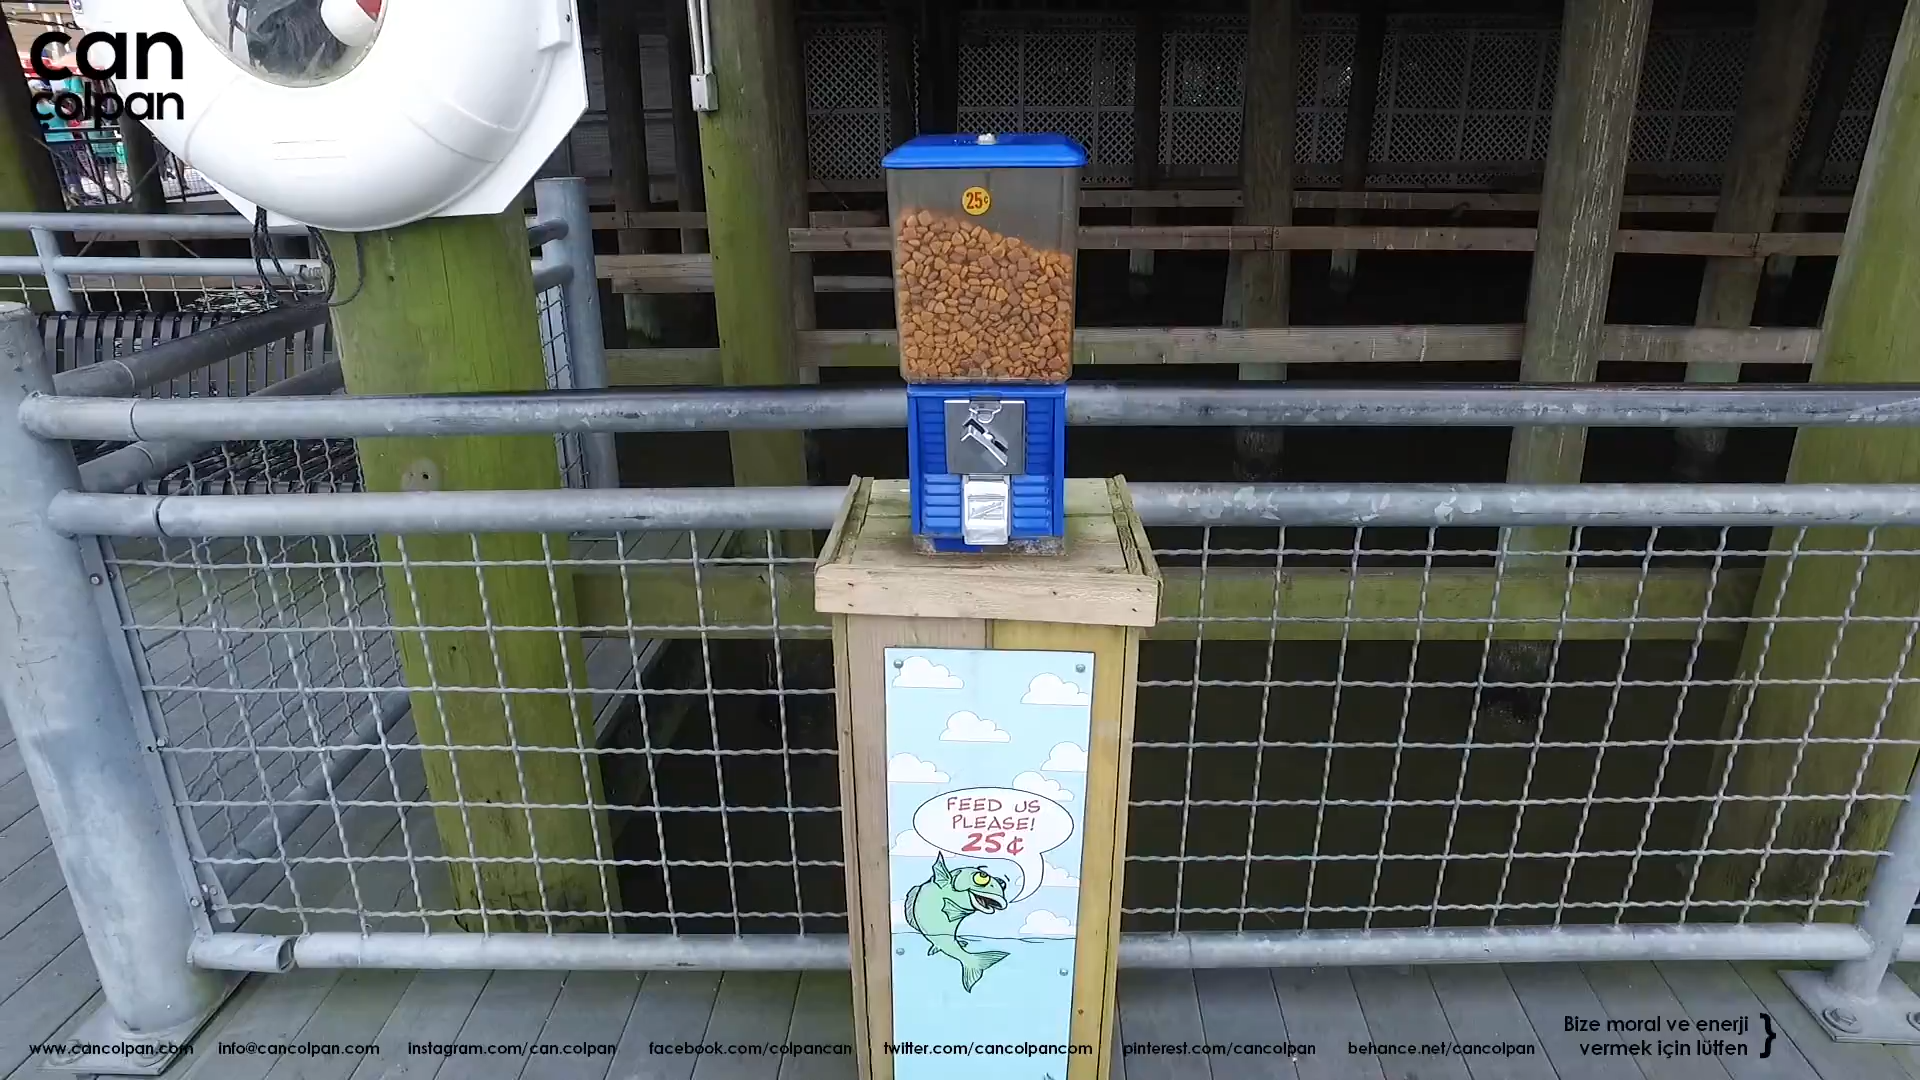 can
colpan
25¢
FEED US
PLEASE!
25¢
Bize moral ve enerji
vermek için lütfen }
www.cancolpan.com info@cancolpan.com instagram.com/can.colpan facebook.com/colpancan twitter.com/cancolpancom pinterest.com/cancolpan behance.net/cancolpan